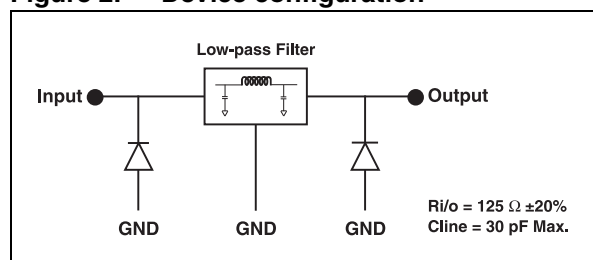 Figure 2. Device configuration
Low-pass Filter
Input
Output
GND
GND
GND
Ri/o = 125 Ω ±20%
Cline = 30 pF Max.